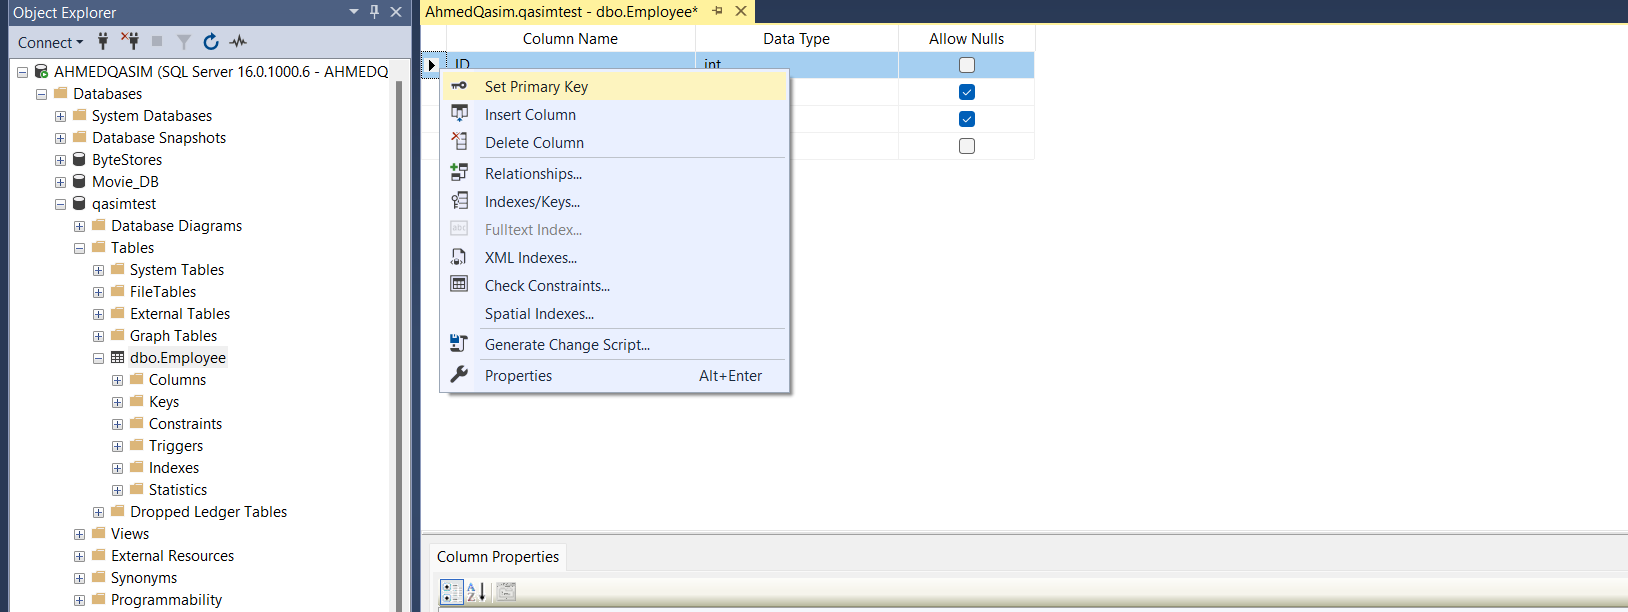 Object Explorer
Connect
AHMEDQASIM (SQL Server 16.0.1000.6 - AHMEDQ
Databases
System Databases
Database Snapshots
ByteStores
Movie_DB
qasimtest
Database Diagrams
Tables
System Tables
FileTables
External Tables
Graph Tables
dbo.Employee
Columns
Keys
Constraints
Triggers
Indexes
Statistics
Dropped Ledger Tables
Views
External Resources
Synonyms
Programmability
AhmedQasim.qasimtest - dbo.Employee*
Column Name Data Type Allow Nulls
ID int
Set Primary Key
Insert Column
Delete Column
Relationships...
Indexes/Keys...
Fulltext Index...
XML Indexes...
Check Constraints...
Spatial Indexes...
Generate Change Script...
Properties Alt+Enter
Column Properties